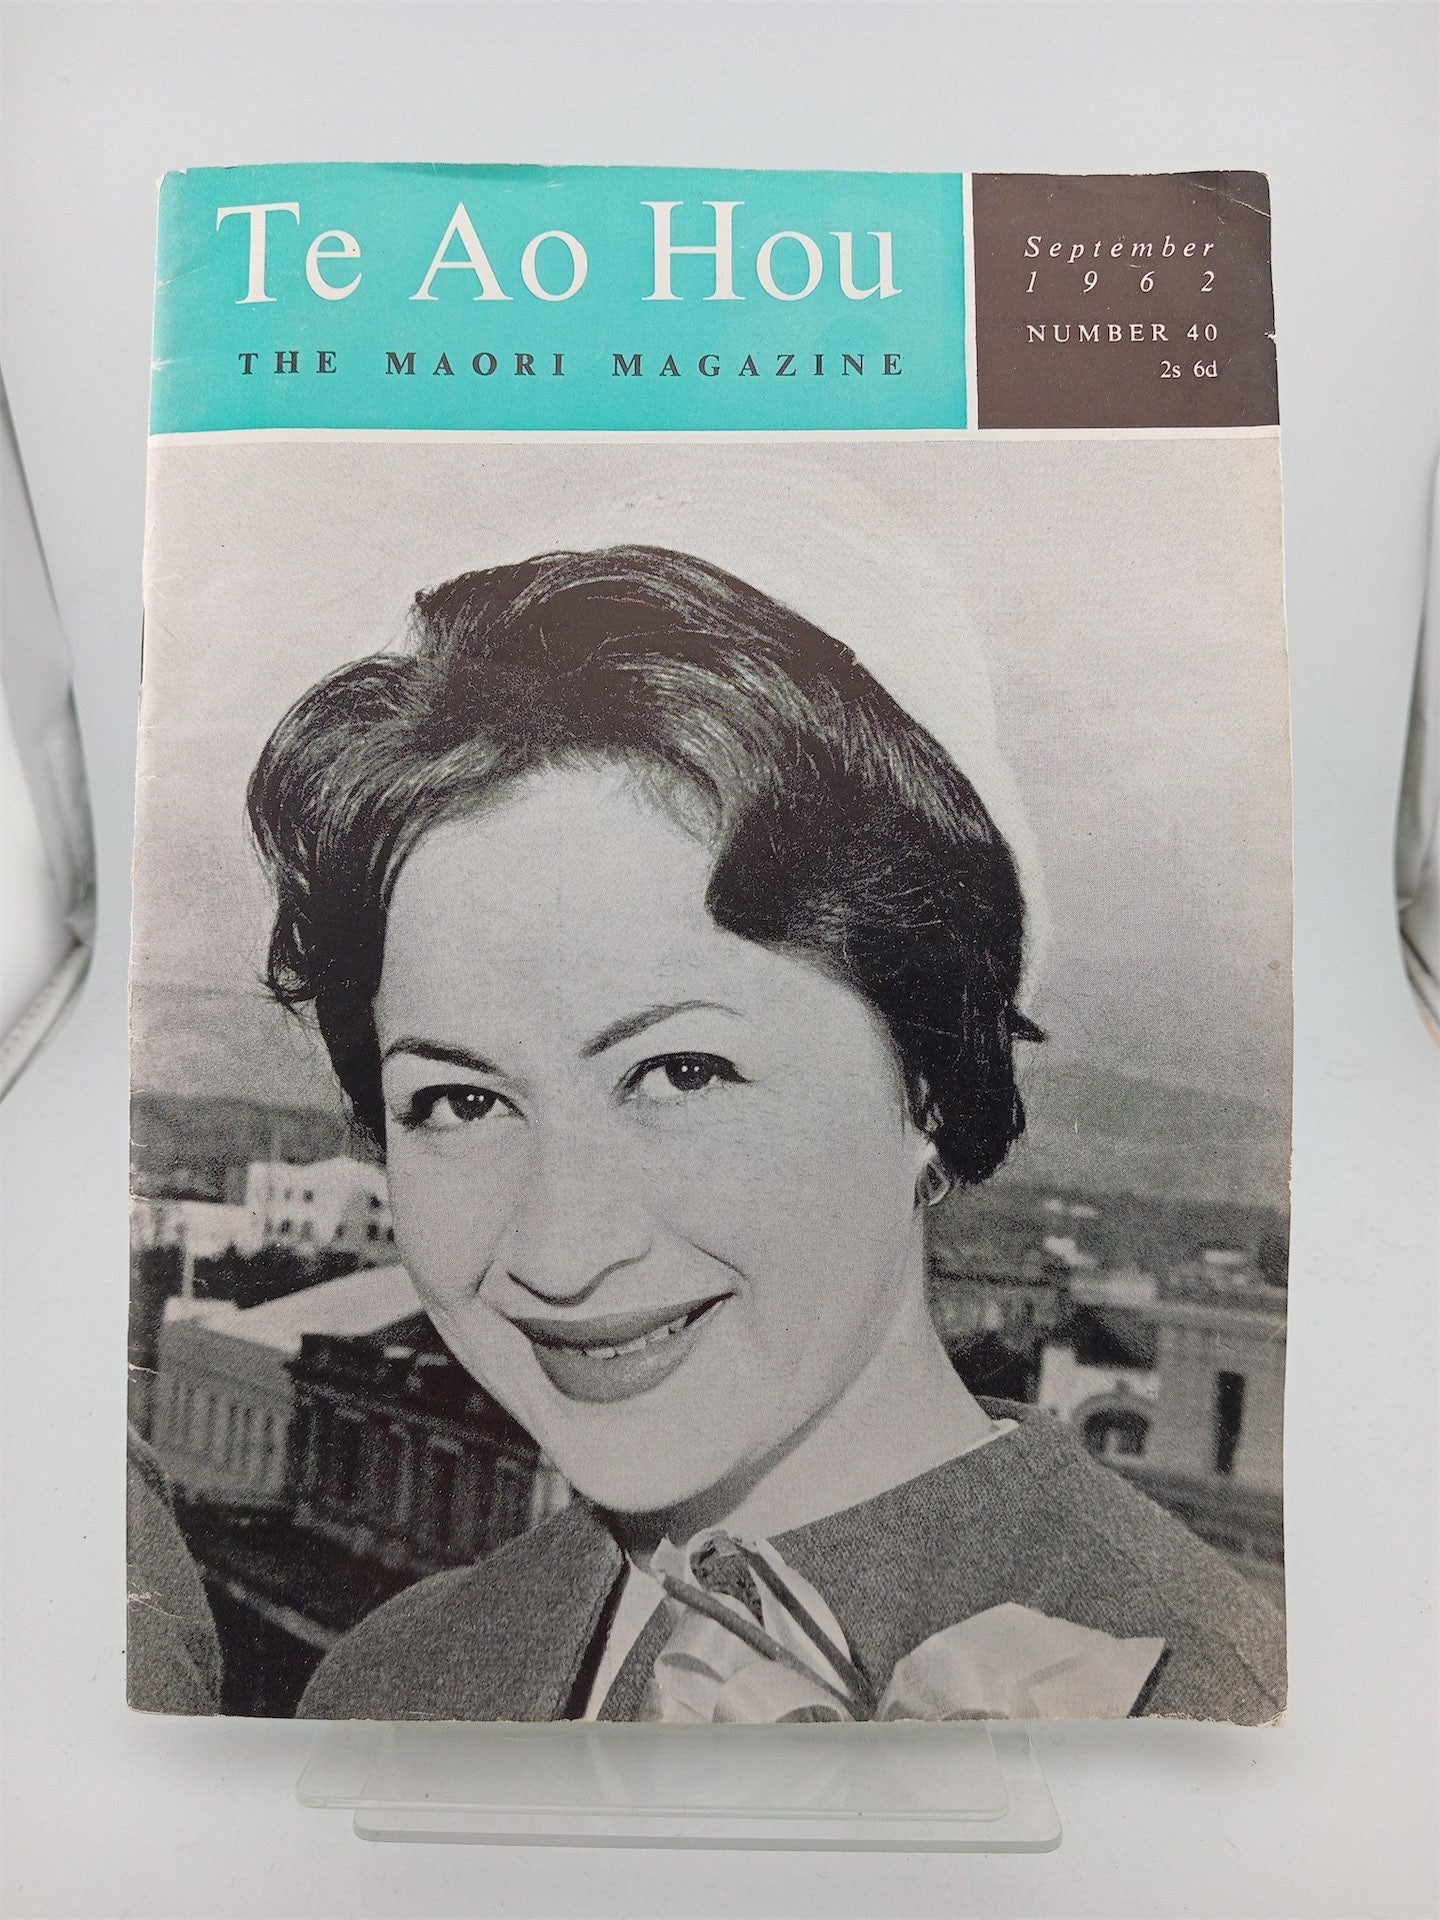 Te Ao Hou
THE MAORI MAGAZINE
September
1962
NUMBER 40
2s 6d